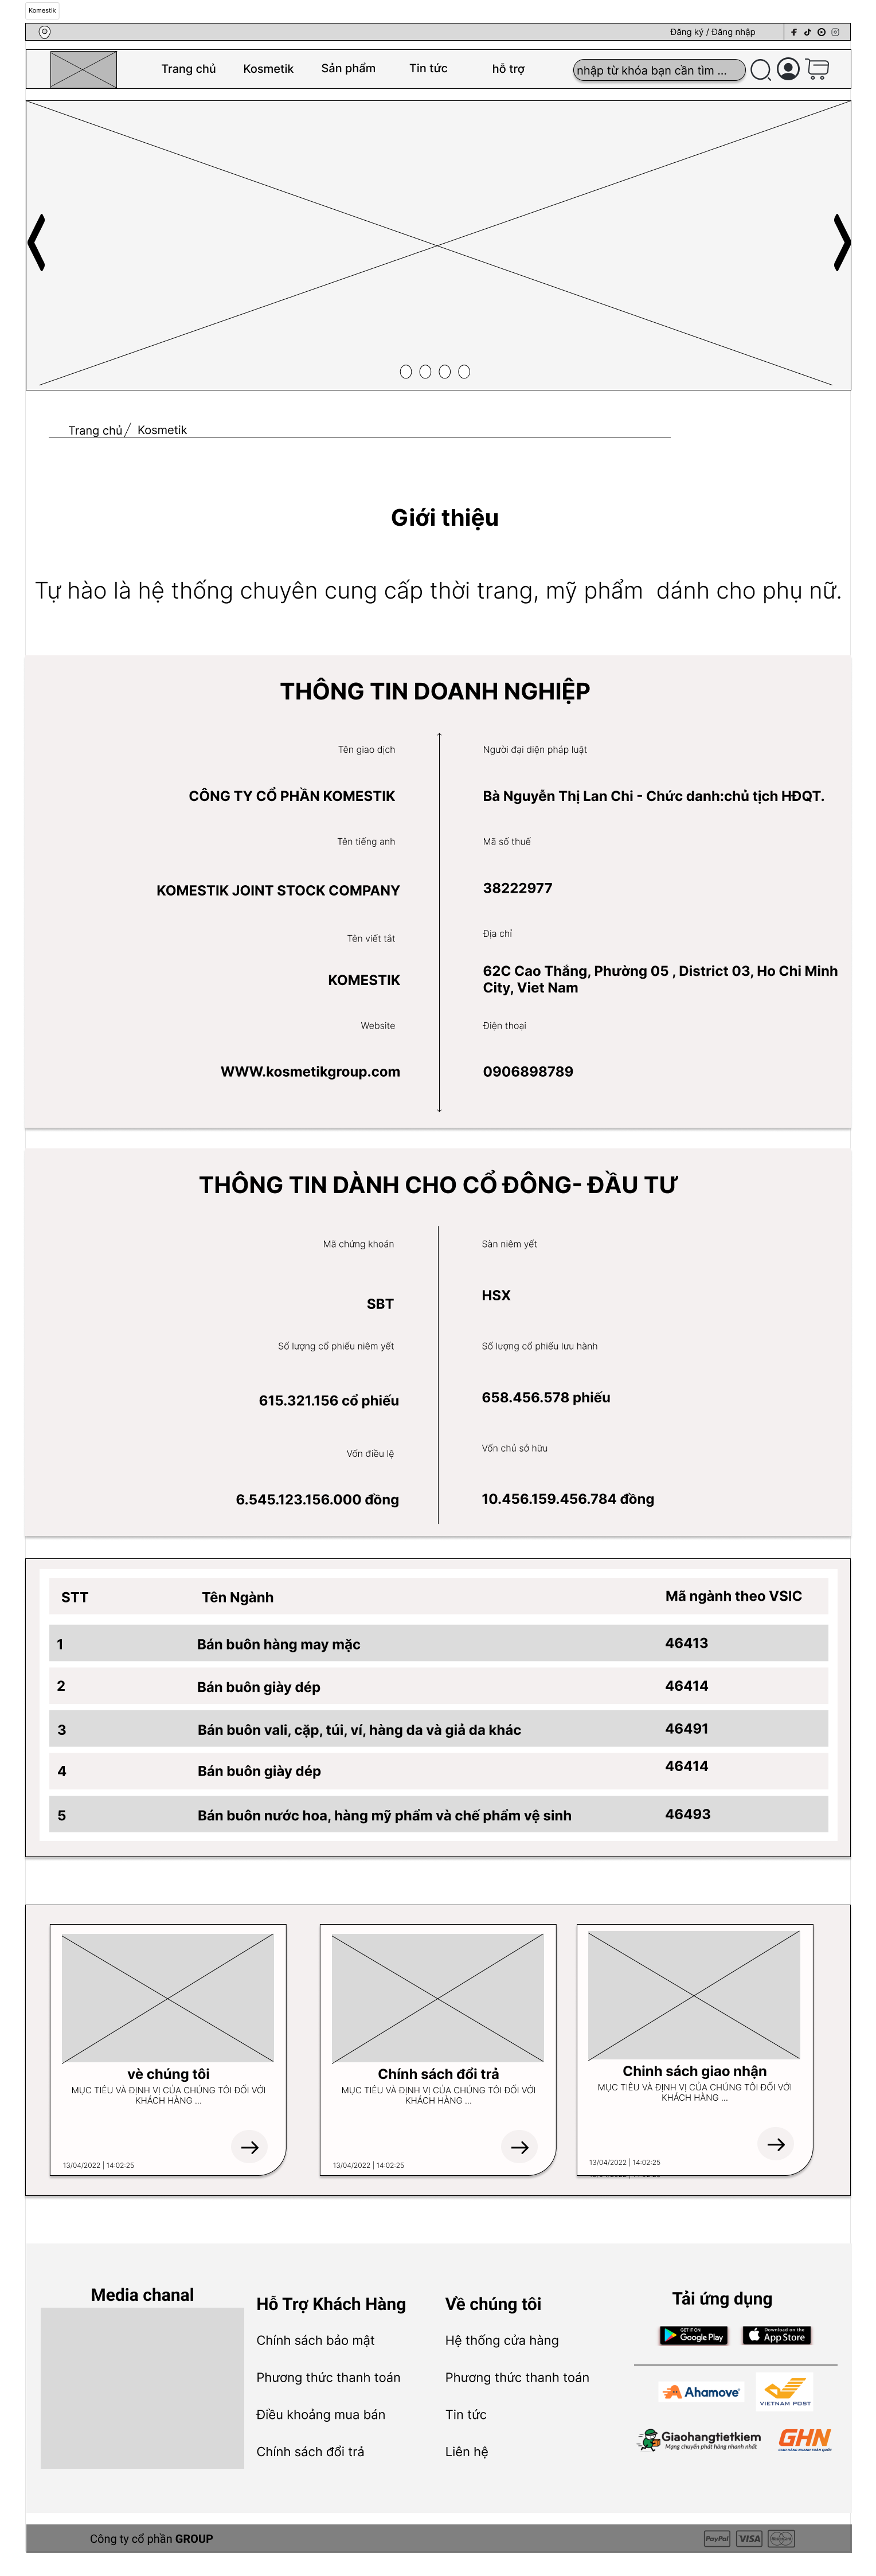 Komestik
Đăng ký / Đăng nhập
Trang chủ
Kosmetik
Sản phẩm
Tin tức
hỗ trợ
nhập từ khóa bạn cần tìm ...
Trang chủ / Kosmetik
Giới thiệu
Tự hào là hệ thống chuyên cung cấp thời trang, mỹ phẩm dánh cho phụ nữ.
THÔNG TIN DOANH NGHIỆP
Tên giao dịch
CÔNG TY CỔ PHẦN KOMESTIK
Tên tiếng anh
KOMESTIK JOINT STOCK COMPANY
Tên viết tắt
KOMESTIK
Website
WWW.kosmetikgroup.com
Người đại diện pháp luật
Bà Nguyễn Thị Lan Chi - Chức danh:chủ tịch HĐQT.
Mã số thuế
38222977
Địa chỉ
62C Cao Thắng, Phường 05 , District 03, Ho Chi Minh
City, Viet Nam
Điện thoại
0906898789
THÔNG TIN DÀNH CHO CỔ ĐÔNG- ĐẦU TƯ
Mã chứng khoán
SBT
Số lượng cổ phiếu niêm yết
615.321.156 cổ phiếu
Vốn điều lệ
6.545.123.156.000 đồng
Sàn niêm yết
HSX
Số lượng cổ phiếu lưu hành
658.456.578 phiếu
Vốn chủ sở hữu
10.456.159.456.784 đồng
STT Tên Ngành Mã ngành theo VSIC
1 Bán buôn hàng may mặc 46413
2 Bán buôn giày dép 46414
3 Bán buôn vali, cặp, túi, ví, hàng da và giả da khác 46491
4 Bán buôn giày dép 46414
5 Bán buôn nước hoa, hàng mỹ phẩm và chế phẩm vệ sinh 46493
vè chúng tôi
MỤC TIÊU VÀ ĐỊNH VỊ CỦA CHÚNG TÔI ĐỐI VỚI
KHÁCH HÀNG ...
13/04/2022 | 14:02:25
Chính sách đổi trả
MỤC TIÊU VÀ ĐỊNH VỊ CỦA CHÚNG TÔI ĐỐI VỚI
KHÁCH HÀNG ...
13/04/2022 | 14:02:25
Chinh sách giao nhận
MỤC TIÊU VÀ ĐỊNH VỊ CỦA CHÚNG TÔI ĐỐI VỚI
KHÁCH HÀNG ...
13/04/2022 | 14:02:25
Media chanal
Hỗ Trợ Khách Hàng
Chính sách bảo mật
Phương thức thanh toán
Điều khoảng mua bán
Chính sách đổi trả
Về chúng tôi
Hệ thống cửa hàng
Phương thức thanh toán
Tin tức
Liên hệ
Tải ứng dụng
GET IT ON
Google Play
Download on the
App Store
Ahamove
VIETNAM POST
Giaohangtietkiem
Mạng chuyển phát hàng nhanh nhất
GHN
GIAO HÀNG NHANH TOÀN QUỐC
Công ty cổ phần GROUP
PayPal
VISA